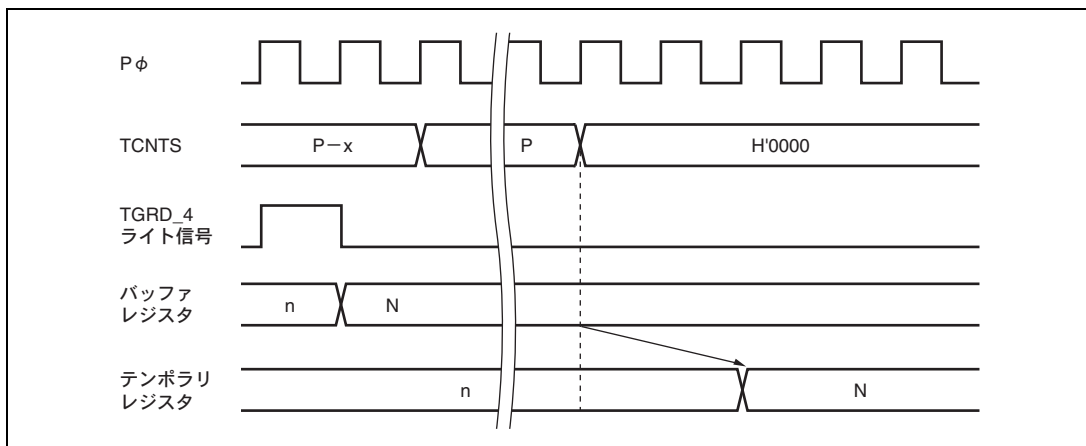 Pφ
TCNTS
P−x
P
H'0000
TGRD_4
ライト信号
バッファ
レジスタ
n
N
テンポラリ
レジスタ
n
N